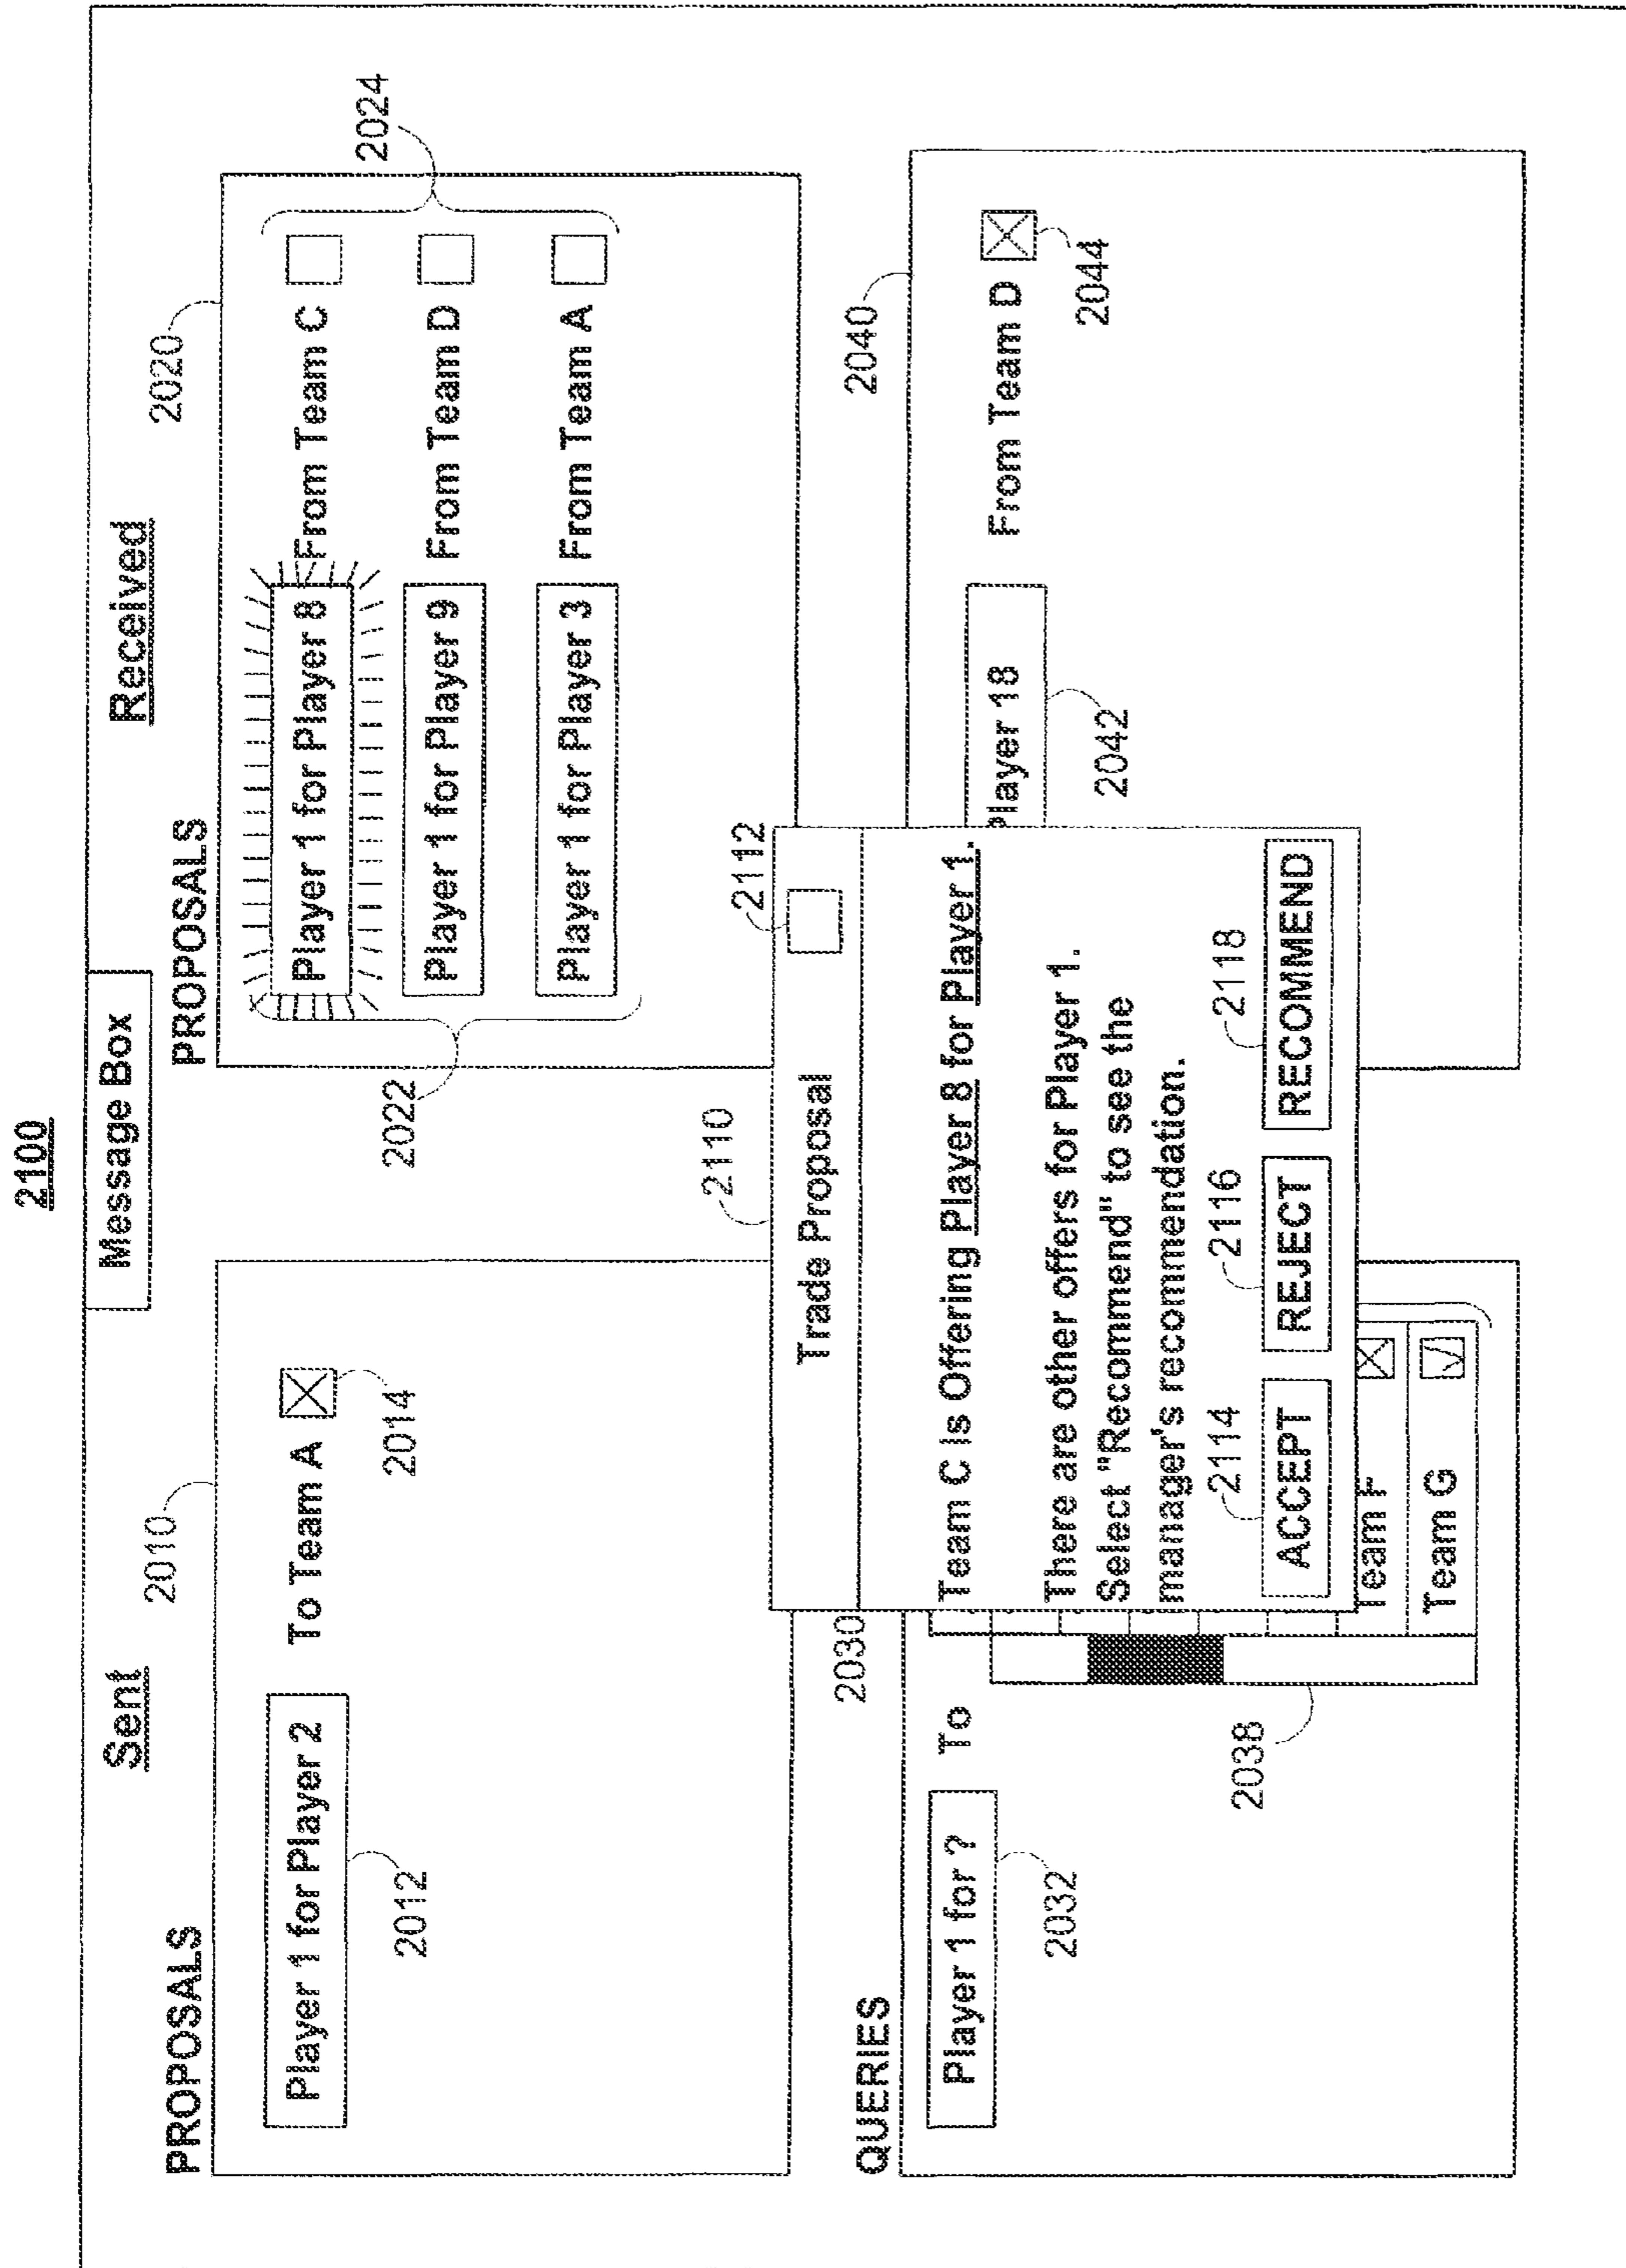 2100
Message Box
Sent
Received
PROPOSALS
2010
Player 1 for Player 2
To Team A
2012
2014
PROPOSALS
2020
Player 1 for Player 8
From Team C
Player 1 for Player 9
From Team D
Player 1 for Player 3
From Team A
2022
2024
QUERIES
2030
Player 1 for ?
To
2032
2038
Team F
Team G
2040
Player 18
From Team D
2042
2044
2110
Trade Proposal
2112
Team C is Offering Player 8 for Player 1.
There are other offers for Player 1.
Select "Recommend" to see the
manager's recommendation.
2114
2116
2118
ACCEPT
REJECT
RECOMMEND